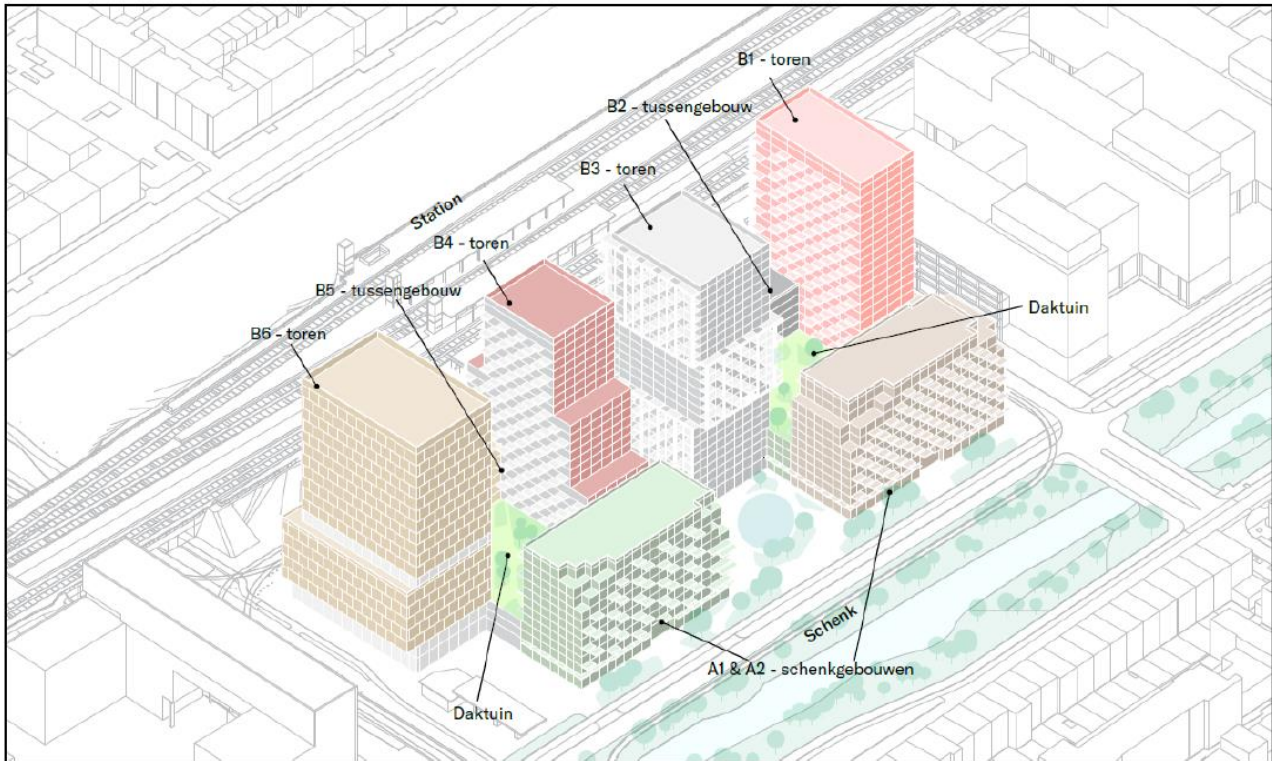 B1 - toren
B2 - tussengebouw
B3 - toren
Station
B4 - toren
B5 - tussengebouw
Daktuin
B6 - toren
Schenk
A1 & A2 - schenkgebouwen
Daktuin